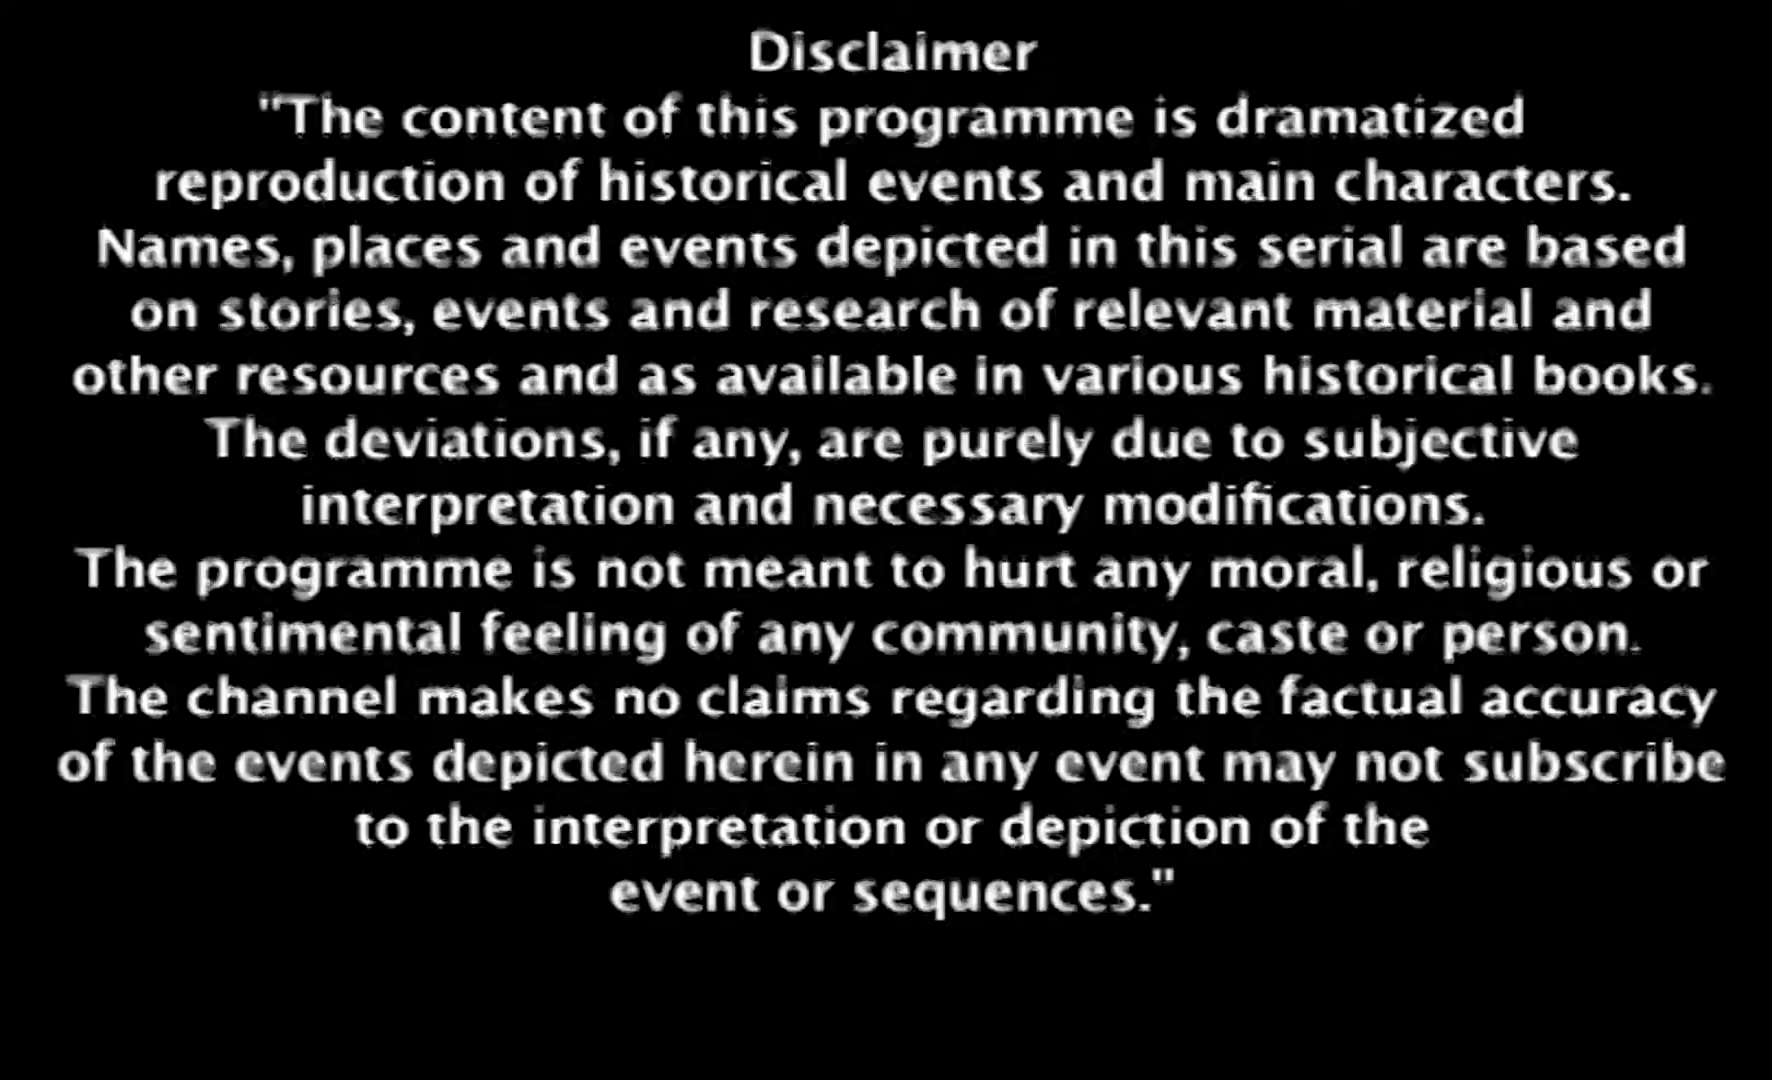 Disclaimer
"The content of this programme is dramatized
reproduction of historical events and main characters.
Names, places and events depicted in this serial are based
on stories, events and research of relevant material and
other resources and as available in various historical books.
The deviations, if any, are purely due to subjective
interpretation and necessary modifications.
The programme is not meant to hurt any moral, religious or
sentimental feeling of any community, caste or person.
The channel makes no claims regarding the factual accuracy
of the events depicted herein in any event may not subscribe
to the interpretation or depiction of the
event or sequences."